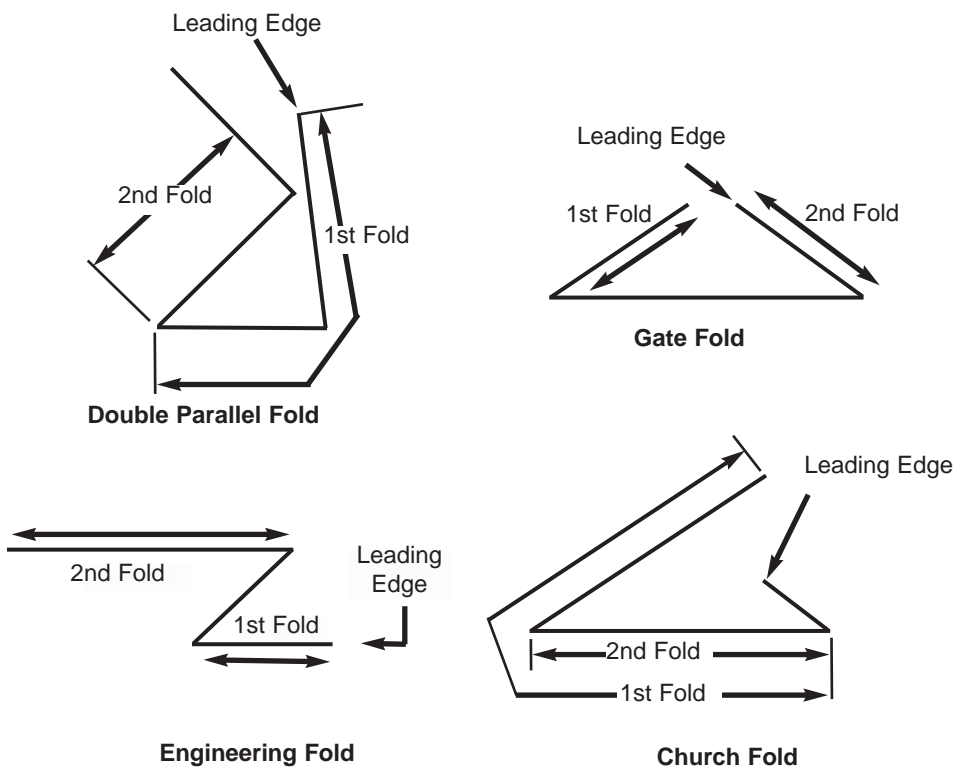 Leading Edge
2nd Fold
1st Fold
Double Parallel Fold
Leading Edge
1st Fold
2nd Fold
Gate Fold
2nd Fold
1st Fold
Leading
Edge
Engineering Fold
Leading Edge
2nd Fold
1st Fold
Church Fold